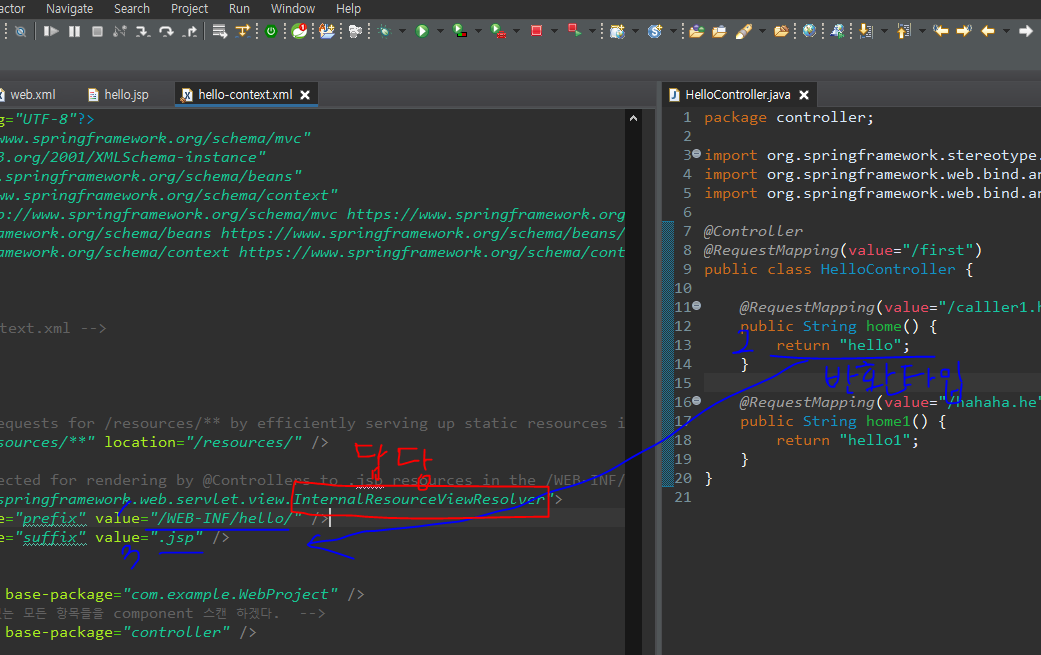 actor Navigate Search Project Run Window Help
web.xml hello.jsp hello-context.xml
g="UTF-8"?>
www.springframework.org/schema/mvc"
3.org/2001/XMLSchema-instance"
.springframework.org/schema/beans"
ww.springframework.org/schema/context"
p://www.springframework.org/schema/mvc https://www.springframework.org
amework.org/schema/beans https://www.springframework.org/schema/beans/
amework.org/schema/context https://www.springframework.org/schema/cont
text.xml -->
equests for /resources/** by efficiently serving up static resources i
sources/**" location="/resources/" />
담당
ected for rendering by @Controllers to .jsp resources in the /WEB-INF/
springframework.web.servlet.view.InternalResourceViewResolver">
e="prefix" value="/WEB-INF/hello/" />
e="suffix" value=".jsp" />
3
base-package="com.example.WebProject" />
는 모든 항목들을 component 스캔 하겠다. -->
base-package="controller" />
HelloController.java
1 package controller;
2
3 import org.springframework.stereotype.
4 import org.springframework.web.bind.an
5 import org.springframework.web.bind.an
6
7 @Controller
8 @RequestMapping(value="/first")
9 public class HelloController {
10
11 @RequestMapping(value="/calller1.h
12 public String home() {
2
13 return "hello";
14 }
반환타입
15
16 @RequestMapping(value="/hahaha.he"
17 public String home1() {
18 return "hello1";
19 }
20 }
21